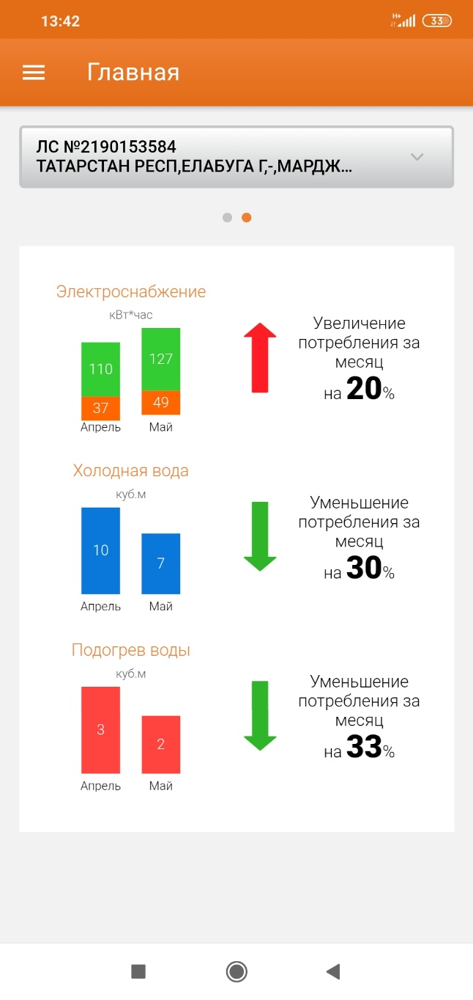 13:42
H+
33
Главная
ЛС №2190153584
ТАТАРСТАН РЕСП,ЕЛАБУГА Г,-,МАРДЖ...
Электроснабжение
кВт*час
110
127
37
49
Апрель
Май
Увеличение
потребления за
месяц
на 20%
Холодная вода
куб.м
10
7
Апрель
Май
Уменьшение
потребления за
месяц
на 30%
Подогрев воды
куб.м
3
2
Апрель
Май
Уменьшение
потребления за
месяц
на 33%